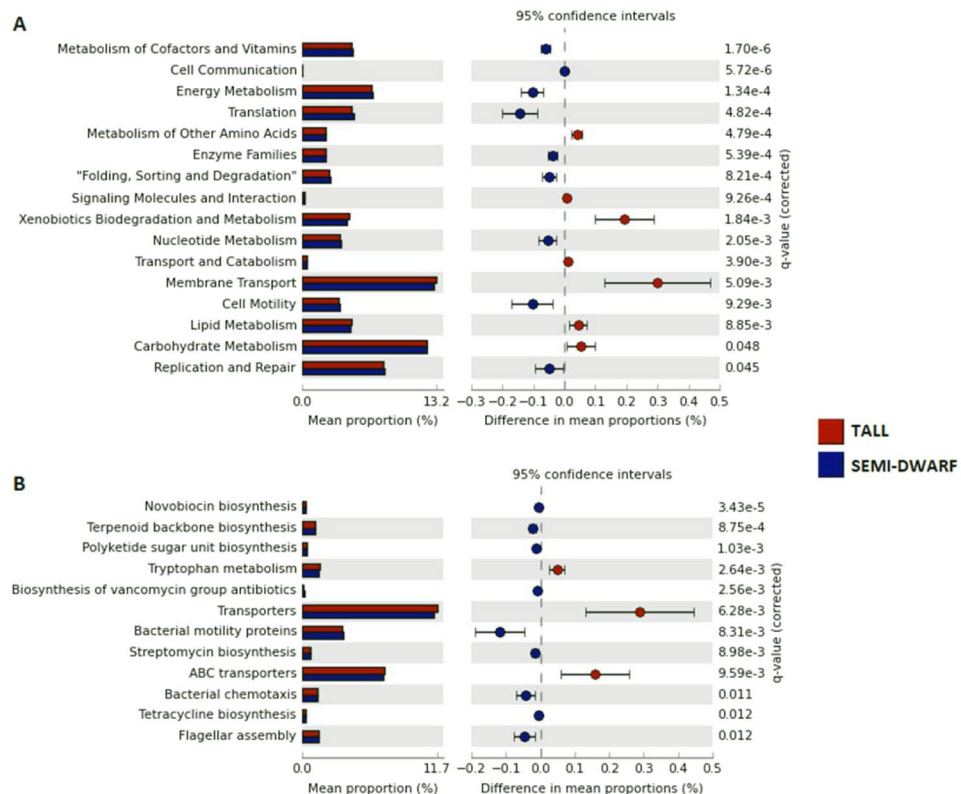 95% confidence intervals
A
Metabolism of Cofactors and Vitamins 1.70e-6
Cell Communication 5.72e-6
Energy Metabolism 1.34e-4
Translation 4.82e-4
Metabolism of Other Amino Acids 4.79e-4
Enzyme Families 5.39e-4
"Folding, Sorting and Degradation" 8.21e-4
Signaling Molecules and Interaction 9.26e-4
Xenobiotics Biodegradation and Metabolism 1.84e-3
Nucleotide Metabolism 2.05e-3
Transport and Catabolism 3.90e-3
Membrane Transport 5.09e-3
Cell Motility 9.29e-3
Lipid Metabolism 8.85e-3
Carbohydrate Metabolism 0.048
Replication and Repair 0.045
q-value (corrected)
0.0 13.2 −0.3 −0.2 −0.1 0.0 0.1 0.2 0.3 0.4 0.5
Mean proportion (%) Difference in mean proportions (%)
TALL
SEMI-DWARF
95% confidence intervals
B
Novobiocin biosynthesis 3.43e-5
Terpenoid backbone biosynthesis 8.75e-4
Polyketide sugar unit biosynthesis 1.03e-3
Tryptophan metabolism 2.64e-3
Biosynthesis of vancomycin group antibiotics 2.56e-3
Transporters 6.28e-3
Bacterial motility proteins 8.31e-3
Streptomycin biosynthesis 8.98e-3
ABC transporters 9.59e-3
Bacterial chemotaxis 0.011
Tetracycline biosynthesis 0.012
Flagellar assembly 0.012
q-value (corrected)
0.0 11.7 −0.2 −0.1 0.0 0.1 0.2 0.3 0.4 0.5
Mean proportion (%) Difference in mean proportions (%)